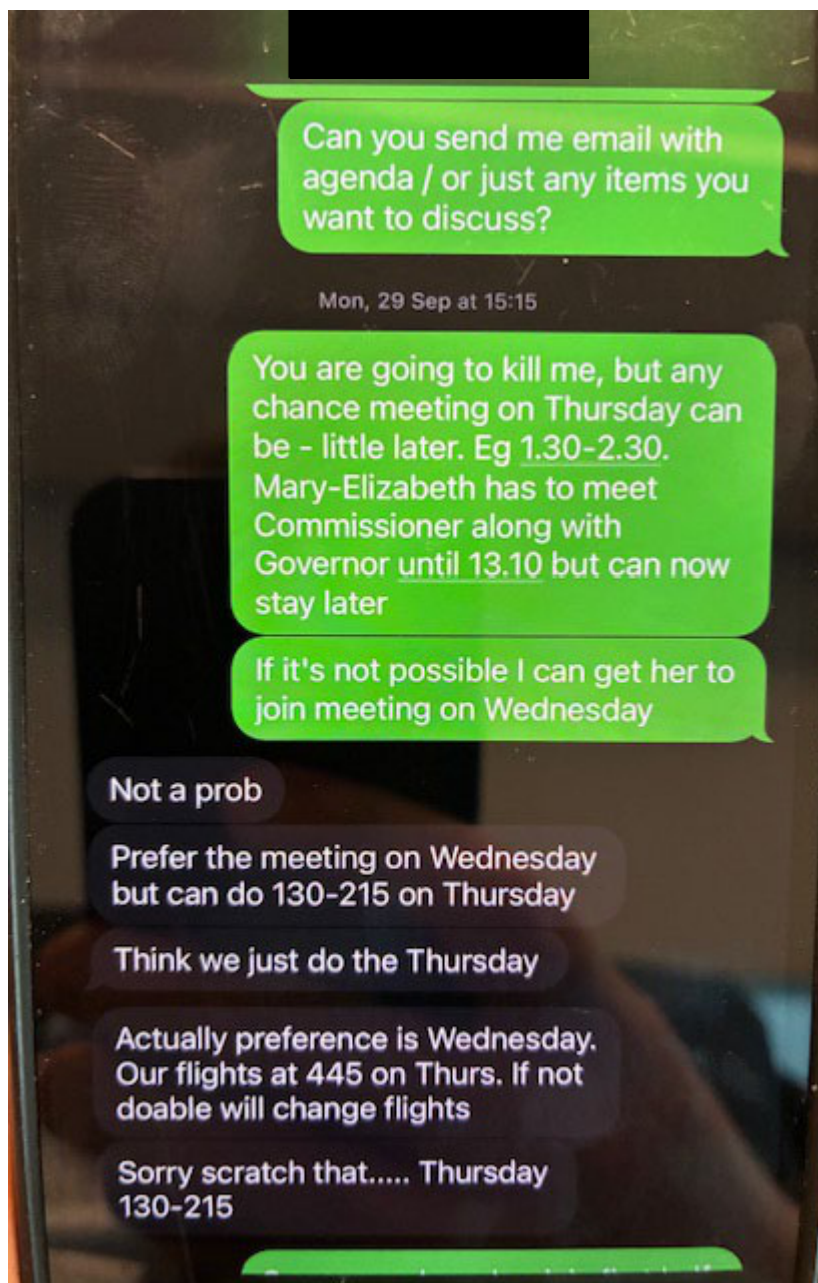 Can you send me email with
agenda / or just any items you
want to discuss?
Mon, 29 Sep at 15:15
You are going to kill me, but any
chance meeting on Thursday can
be - little later. Eg 1.30-2.30.
Mary-Elizabeth has to meet
Commissioner along with
Governor until 13.10 but can now
stay later
If it's not possible I can get her to
join meeting on Wednesday
Not a prob
Prefer the meeting on Wednesday
but can do 130-215 on Thursday
Think we just do the Thursday
Actually preference is Wednesday.
Our flights at 445 on Thurs. If not
doable will change flights
Sorry scratch that..... Thursday
130-215